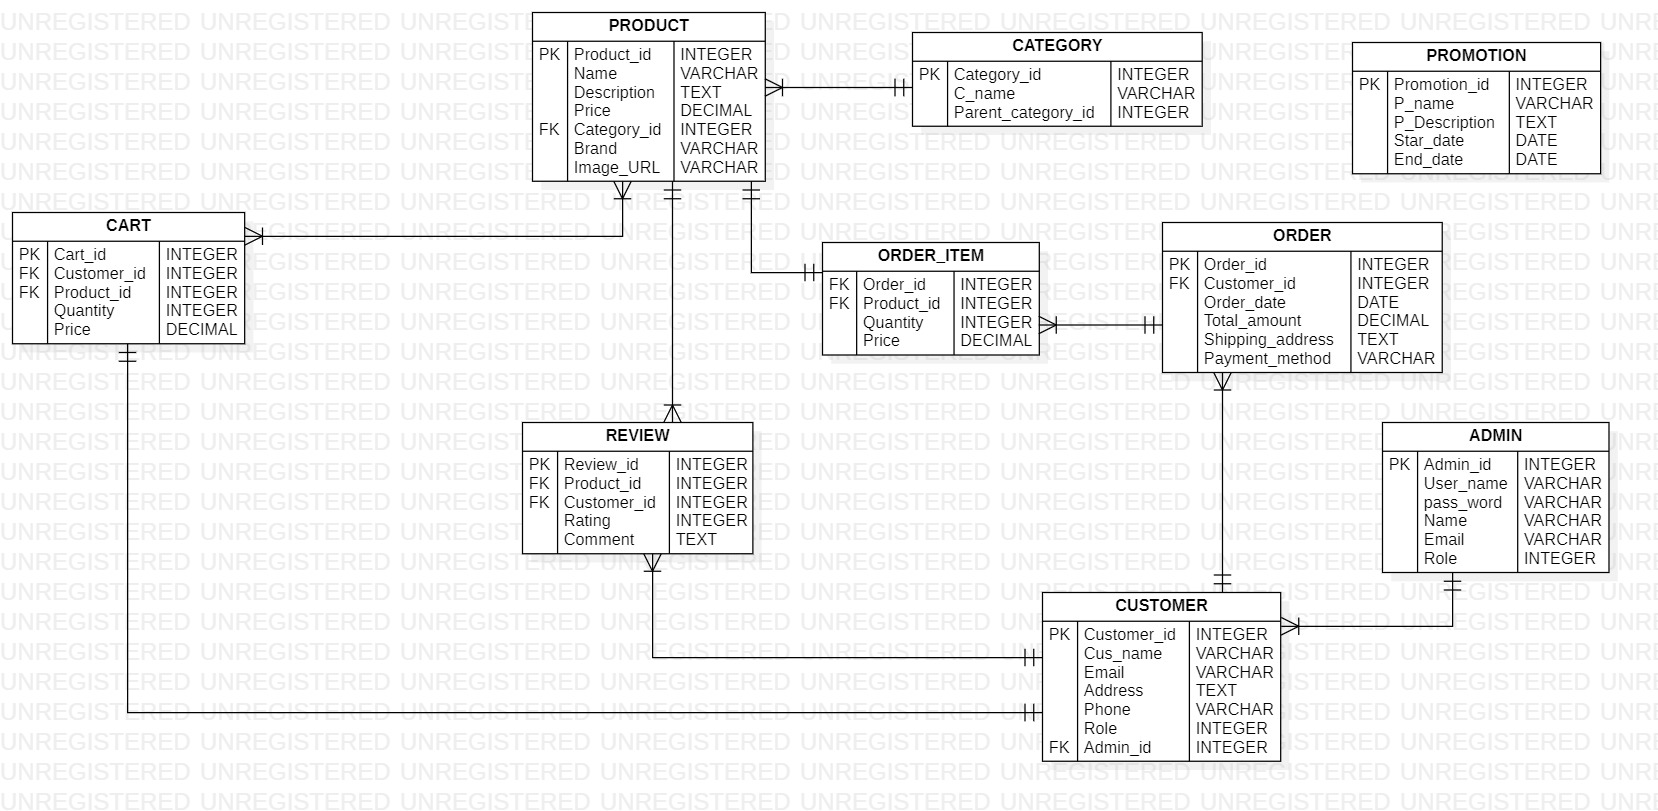 PRODUCT
PK Product_id INTEGER
Name VARCHAR
Description TEXT
Price DECIMAL
FK Category_id INTEGER
Brand VARCHAR
Image_URL VARCHAR
CATEGORY
PK Category_id INTEGER
C_name VARCHAR
Parent_category_id INTEGER
PROMOTION
PK Promotion_id INTEGER
P_name VARCHAR
P_Description TEXT
Star_date DATE
End_date DATE
CART
PK Cart_id INTEGER
FK Customer_id INTEGER
FK Product_id INTEGER
Quantity INTEGER
Price DECIMAL
ORDER_ITEM
FK Order_id INTEGER
FK Product_id INTEGER
Quantity INTEGER
Price DECIMAL
ORDER
PK Order_id INTEGER
FK Customer_id INTEGER
Order_date DATE
Total_amount DECIMAL
Shipping_address TEXT
Payment_method VARCHAR
REVIEW
PK Review_id INTEGER
FK Product_id INTEGER
FK Customer_id INTEGER
Rating INTEGER
Comment TEXT
ADMIN
PK Admin_id INTEGER
User_name VARCHAR
pass_word VARCHAR
Name VARCHAR
Email VARCHAR
Role INTEGER
CUSTOMER
PK Customer_id INTEGER
Cus_name VARCHAR
Email VARCHAR
Address TEXT
Phone VARCHAR
Role INTEGER
FK Admin_id INTEGER
UNREGISTERED UNREGISTERED UNREGISTERED UNREGISTERED UNREGISTERED UNREGISTERED UNREGISTERED UNREGISTERED